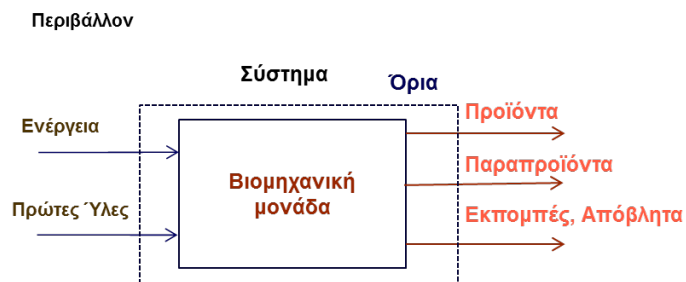 Περιβάλλον
Σύστημα
Όρια
Ενέργεια
Προϊόντα
Βιομηχανική
μονάδα
Παραπροϊόντα
Πρώτες Ύλες
Εκπομπές, Απόβλητα